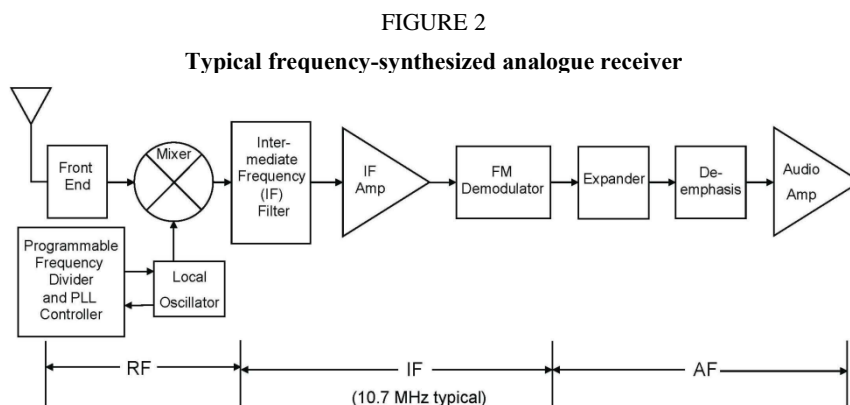 FIGURE 2
Typical frequency-synthesized analogue receiver
Front
End
Mixer
Inter-
mediate
Frequency
(IF)
Filter
IF
Amp
FM
Demodulator
Expander
De-
emphasis
Audio
Amp
Programmable
Frequency
Divider
and PLL
Controller
Local
Oscillator
RF
IF
AF
(10.7 MHz typical)